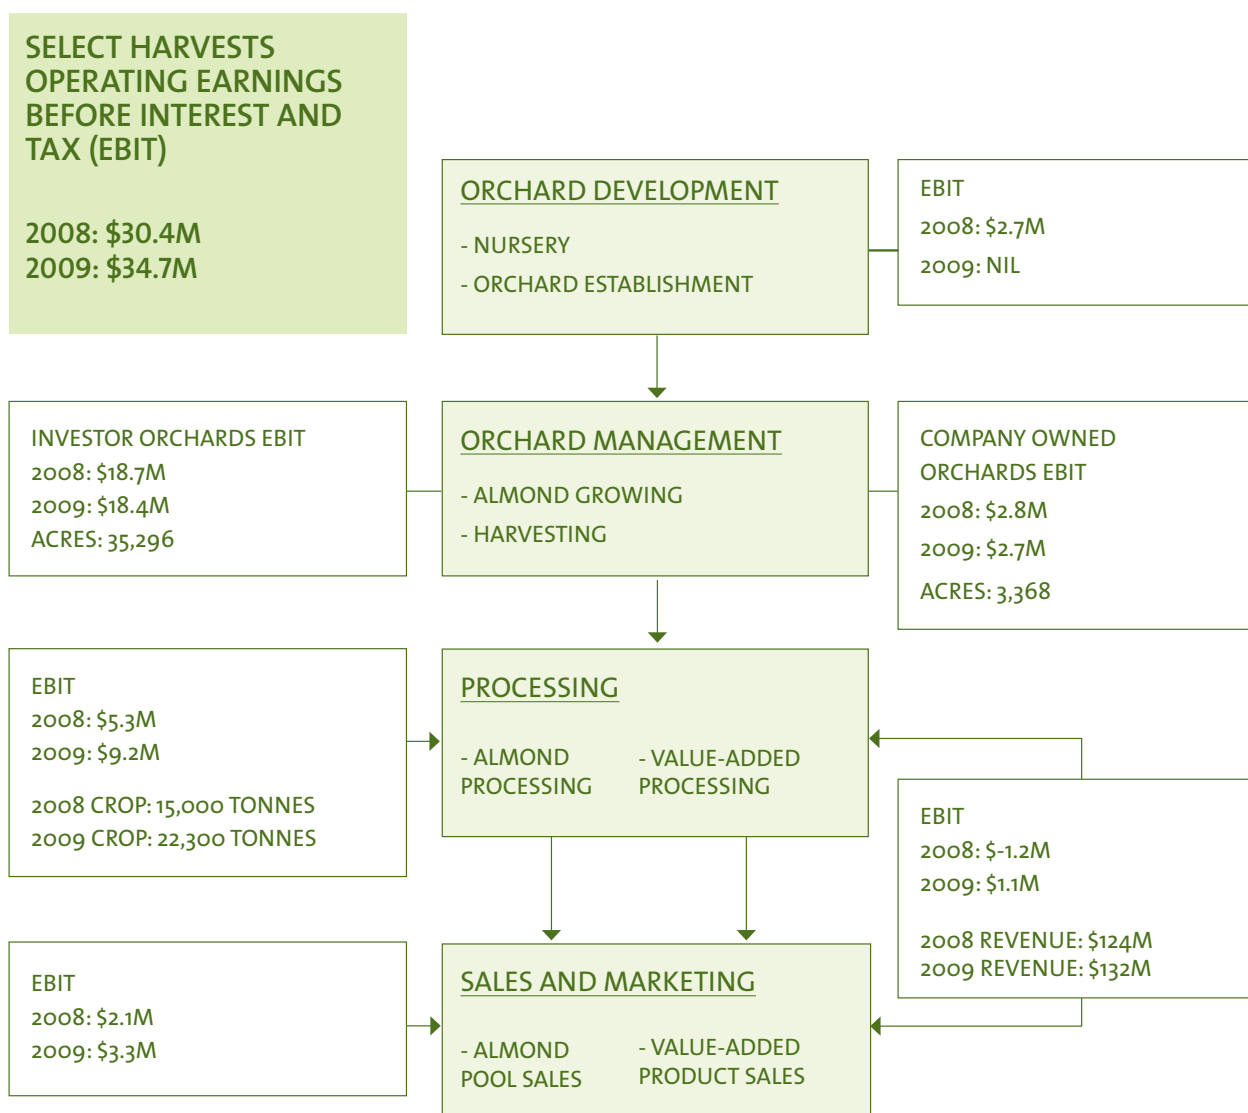 SELECT HARVESTS
OPERATING EARNINGS
BEFORE INTEREST AND
TAX (EBIT)
2008: $30.4M
2009: $34.7M
ORCHARD DEVELOPMENT
- NURSERY
- ORCHARD ESTABLISHMENT
EBIT
2008: $2.7M
2009: NIL
INVESTOR ORCHARDS EBIT
2008: $18.7M
2009: $18.4M
ACRES: 35,296
ORCHARD MANAGEMENT
- ALMOND GROWING
- HARVESTING
COMPANY OWNED
ORCHARDS EBIT
2008: $2.8M
2009: $2.7M
ACRES: 3,368
EBIT
2008: $5.3M
2009: $9.2M
2008 CROP: 15,000 TONNES
2009 CROP: 22,300 TONNES
PROCESSING
- ALMOND
PROCESSING
- VALUE-ADDED
PROCESSING
EBIT
2008: $-1.2M
2009: $1.1M
2008 REVENUE: $124M
2009 REVENUE: $132M
EBIT
2008: $2.1M
2009: $3.3M
SALES AND MARKETING
- ALMOND
POOL SALES
- VALUE-ADDED
PRODUCT SALES